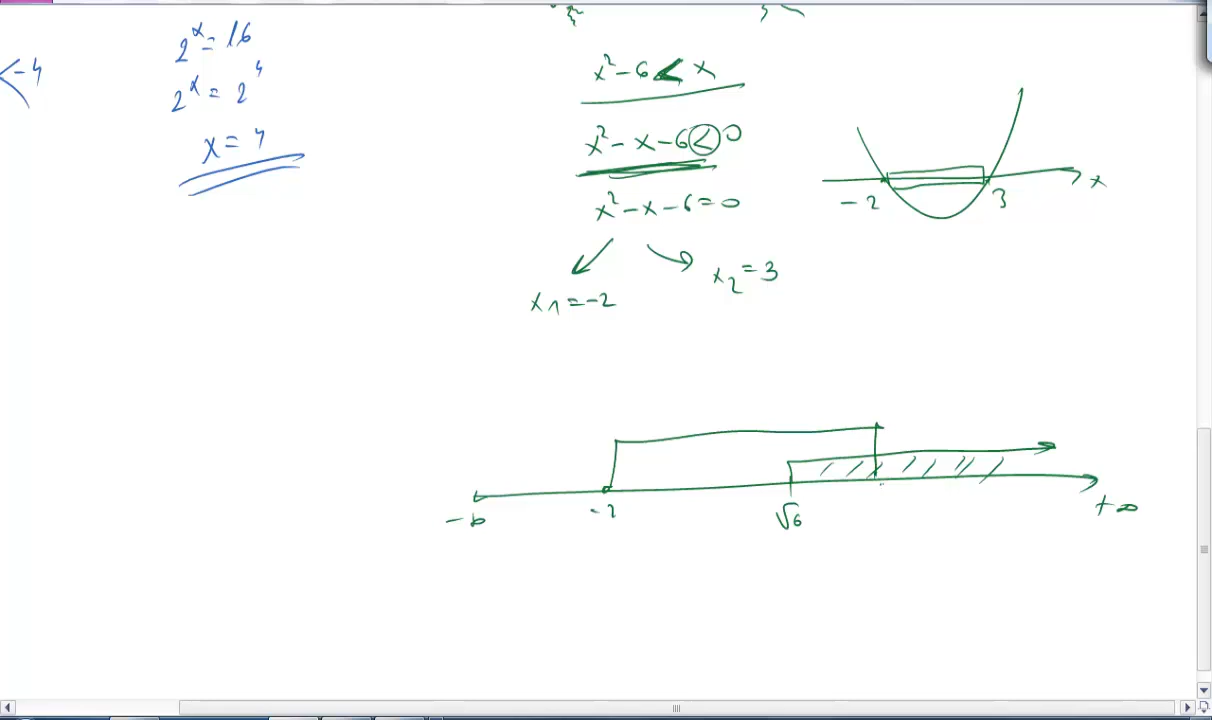 <-4
2^x = 16
2^x = 2^4
x = 4
x² - 6 < x
x² - x - 6 < 0
x² - x - 6 = 0
x₁ = -2
x₂ = 3
-2 3 x
-∞ -2 √6 +∞